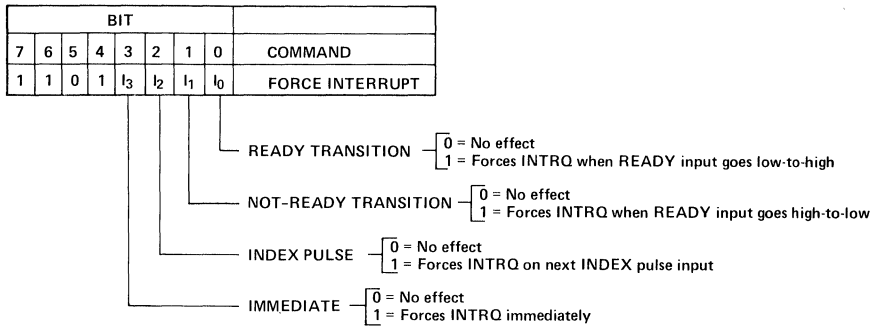 BIT
7 6 5 4 3 2 1 0 COMMAND
1 1 0 1 I3 I2 I1 I0 FORCE INTERRUPT
READY TRANSITION 0 = No effect
1 = Forces INTRQ when READY input goes low-to-high
NOT-READY TRANSITION 0 = No effect
1 = Forces INTRQ when READY input goes high-to-low
INDEX PULSE 0 = No effect
1 = Forces INTRQ on next INDEX pulse input
IMMEDIATE 0 = No effect
1 = Forces INTRQ immediately